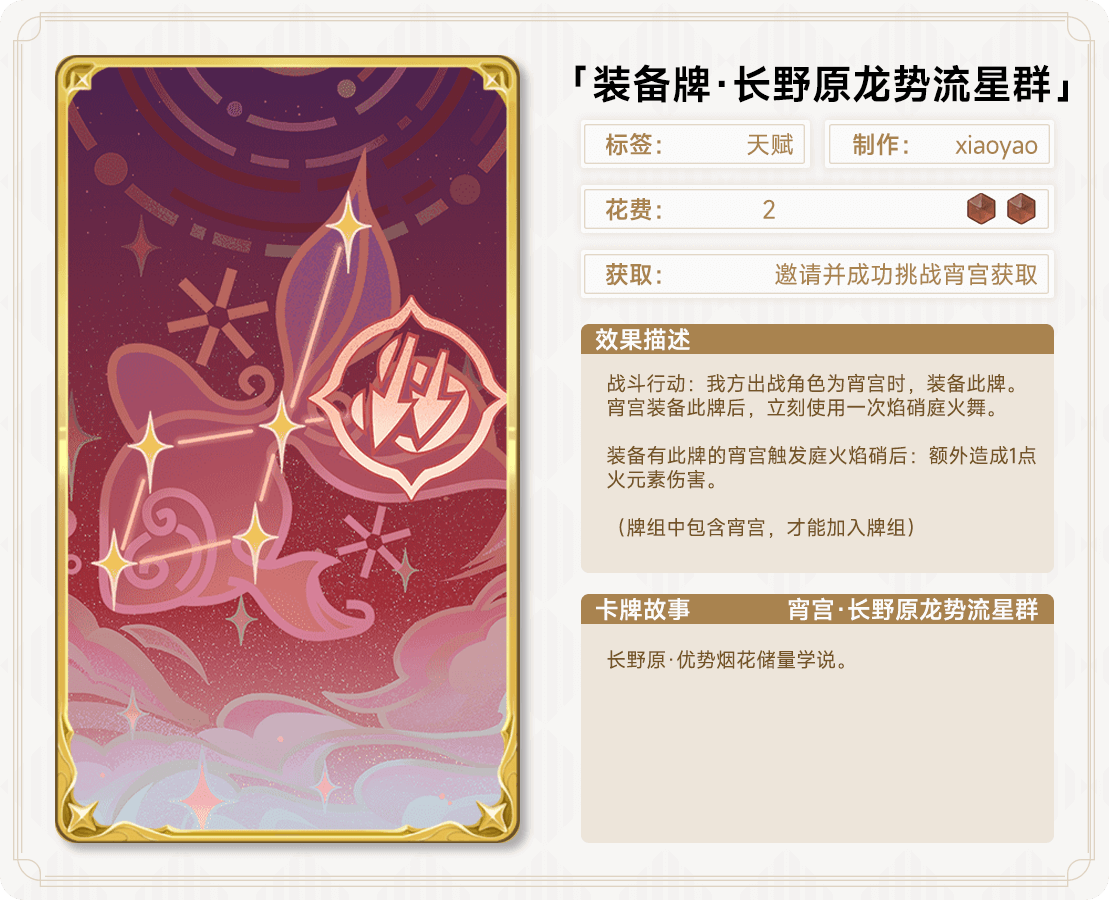 「装备牌·长野原龙势流星群」
标签： 天赋
制作： xiaoyao
花费： 2
获取： 邀请并成功挑战宵宫获取
效果描述
战斗行动：我方出战角色为宵宫时，装备此牌。
宵宫装备此牌后，立刻使用一次焰硝庭火舞。
装备有此牌的宵宫触发庭火焰硝后：额外造成1点
火元素伤害。
（牌组中包含宵宫，才能加入牌组）
卡牌故事 宵宫·长野原龙势流星群
长野原·优势烟花储量学说。